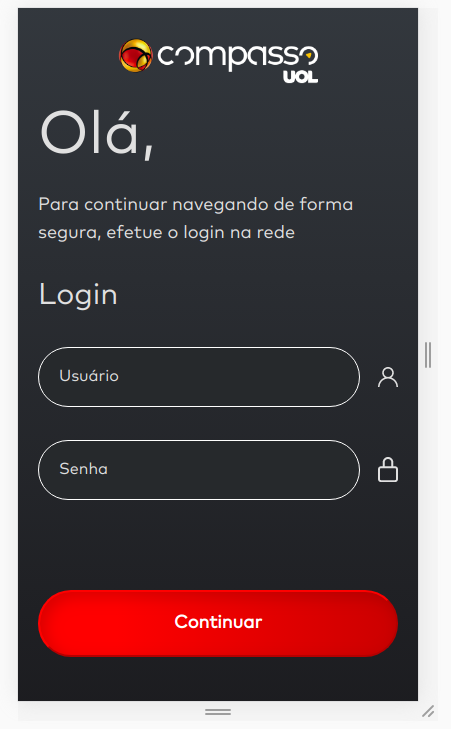 compasso
UOL
Olá,
Para continuar navegando de forma
segura, efetue o login na rede
Login
Usuário
Senha
Continuar